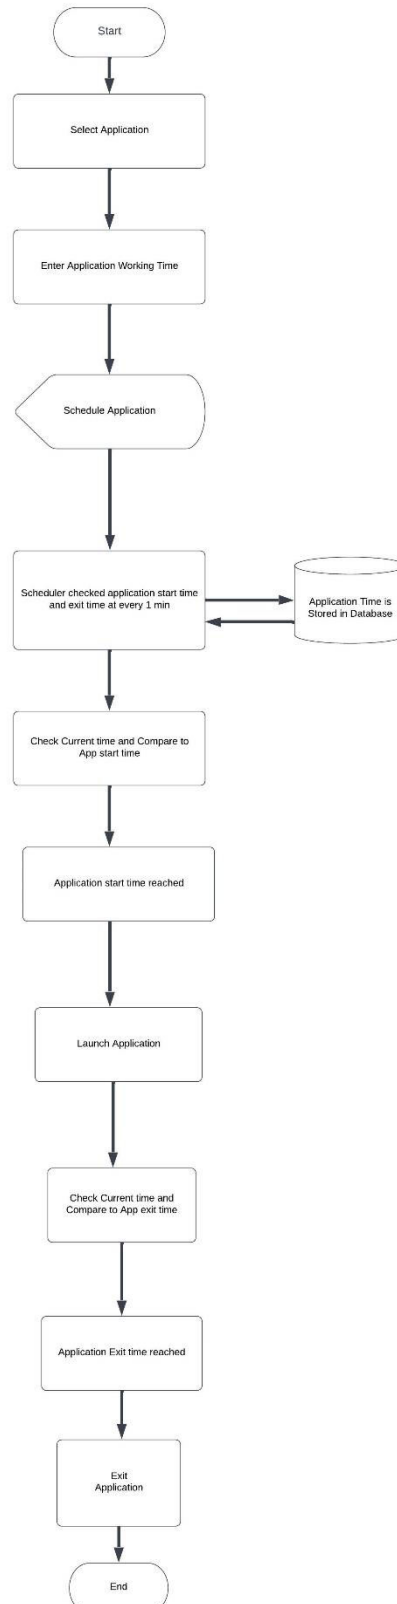 Start
Select Application
Enter Application Working Time
Schedule Application
Scheduler checked application start time
and exit time at every 1 min
Application Time is
Stored in Database
Check Current time and Compare to
App start time
Application start time reached
Launch Application
Check Current time and
Compare to App exit time
Application Exit time reached
Exit
Application
End